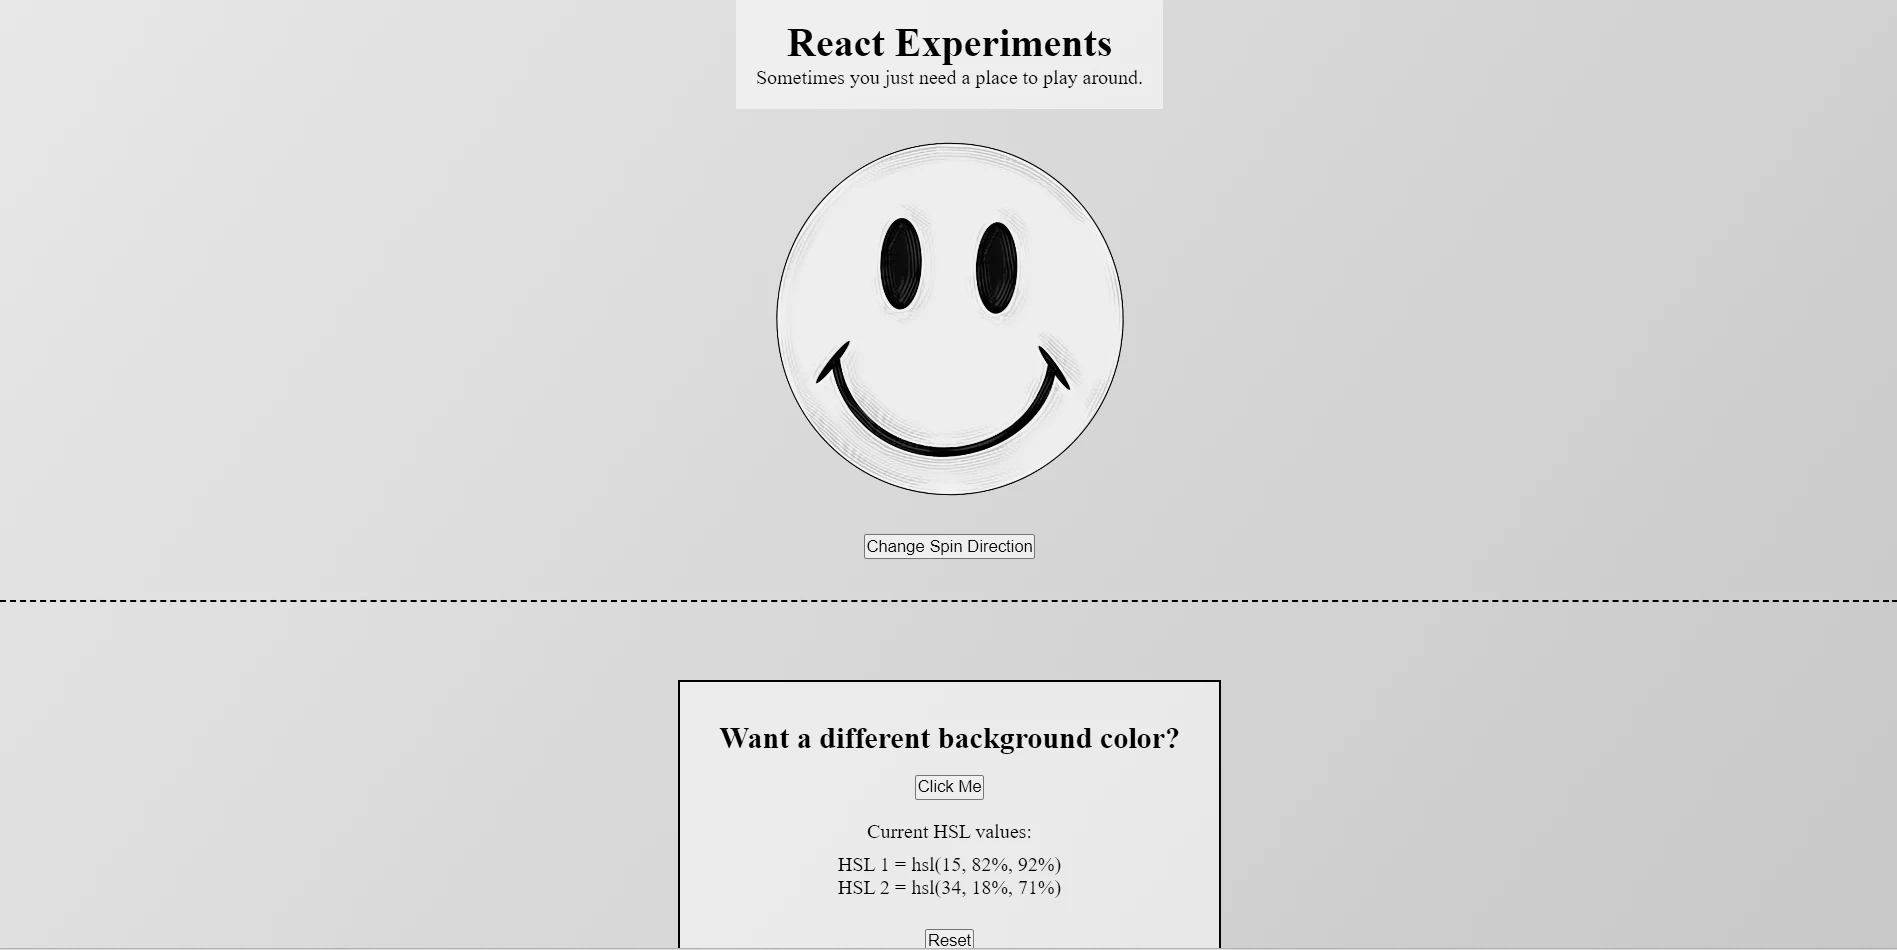 React Experiments
Sometimes you just need a place to play around.
Change Spin Direction
Want a different background color?
Click Me
Current HSL values:
HSL 1 = hsl(15, 82%, 92%)
HSL 2 = hsl(34, 18%, 71%)
Reset